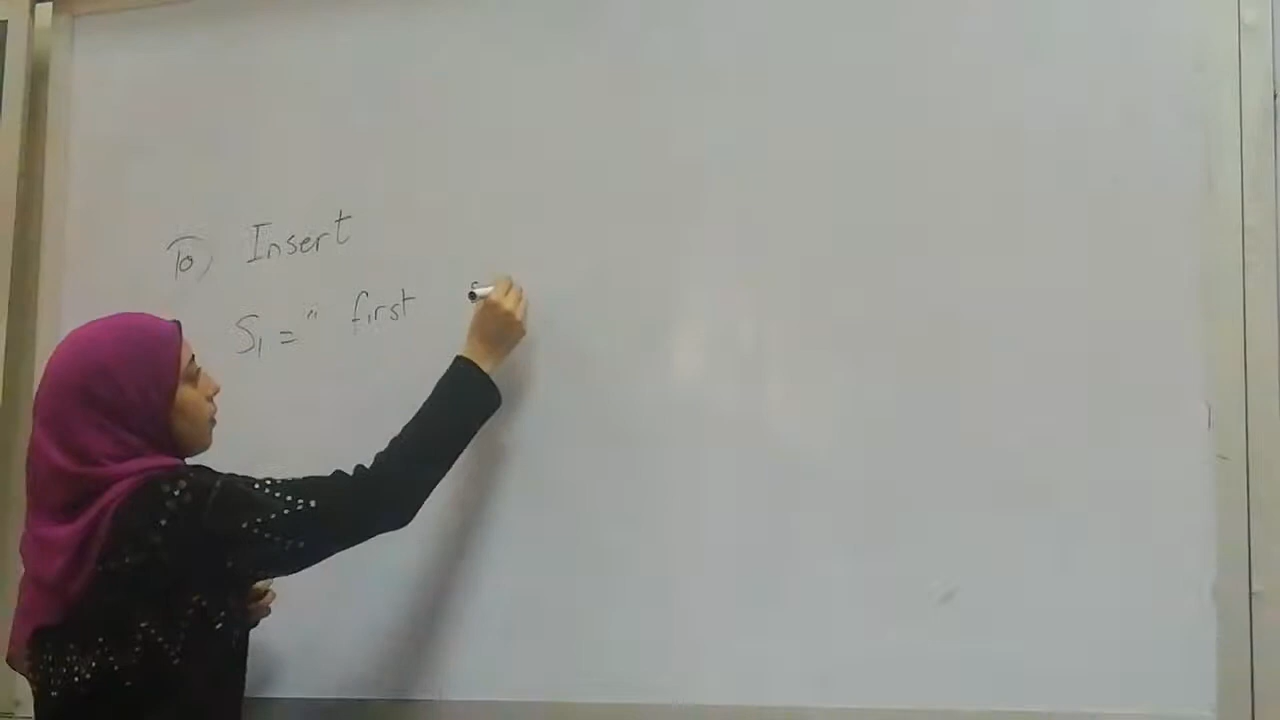 10) Insert
S1 = " first